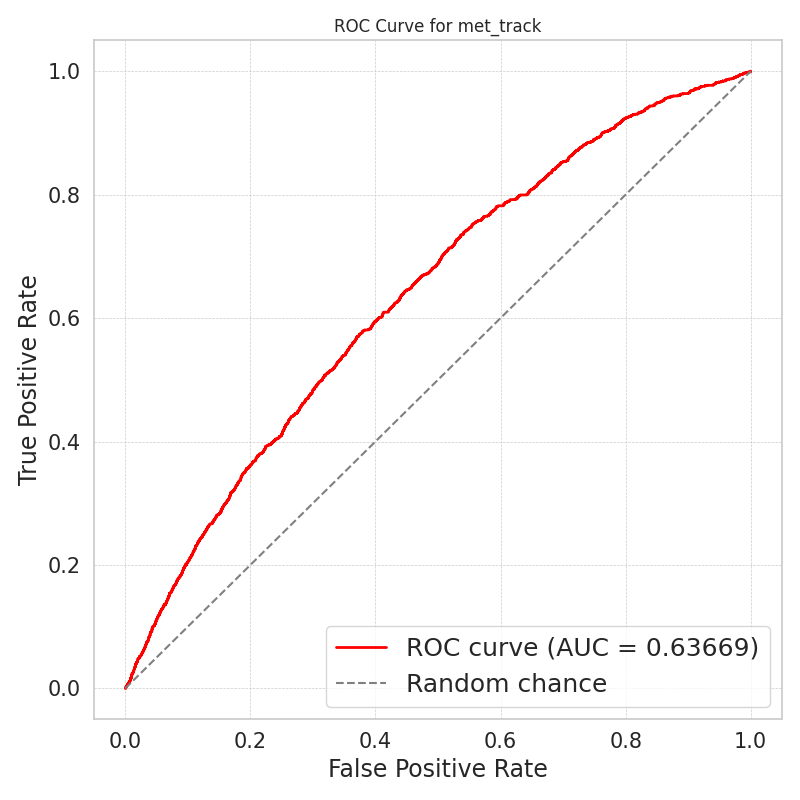 ROC Curve for met_track
True Positive Rate
1.0
0.8
0.6
0.4
0.2
0.0
ROC curve (AUC = 0.63669)
Random chance
0.0 0.2 0.4 0.6 0.8 1.0
False Positive Rate